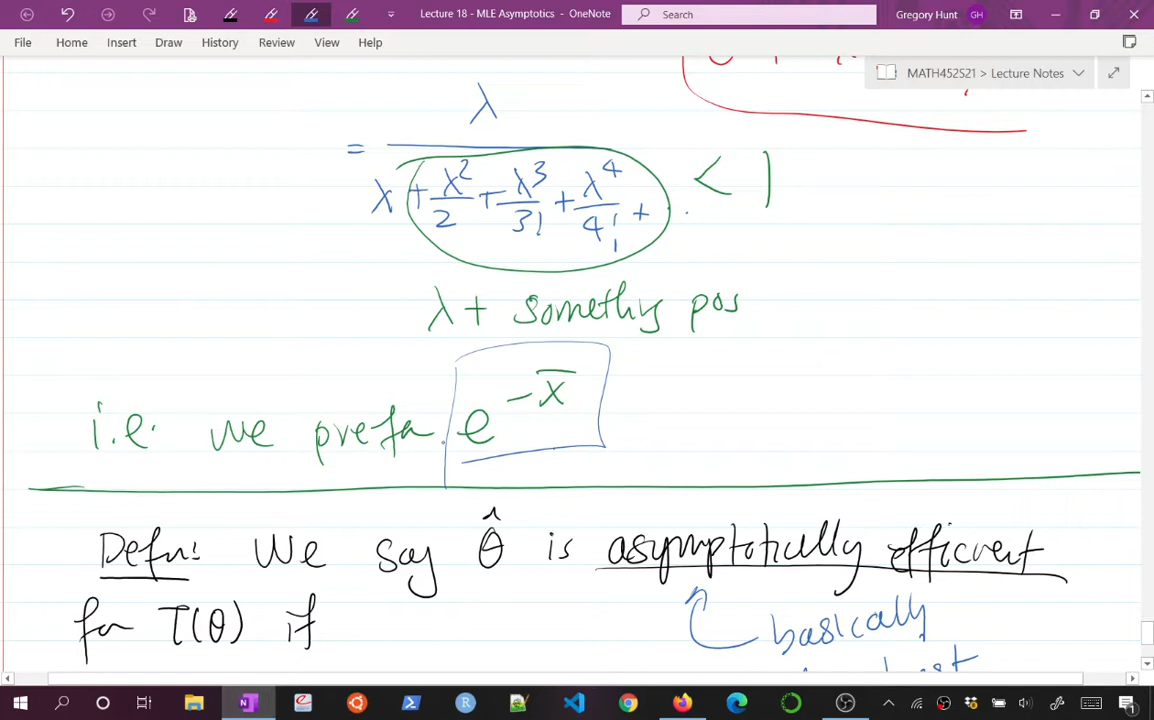 Lecture 18 - MLE Asymptotics - OneNote
Search
Gregory Hunt GH
File Home Insert Draw History Review View Help
MATH452S21 > Lecture Notes
λ
= λ + λ² / 2 + λ³ / 3! + λ⁴ / 4! + . < 1
λ + something pos
i.e. we prefer e^{-X̄}
Defn: We say θ̂ is asymptotically efficient
for τ(θ) if
basically